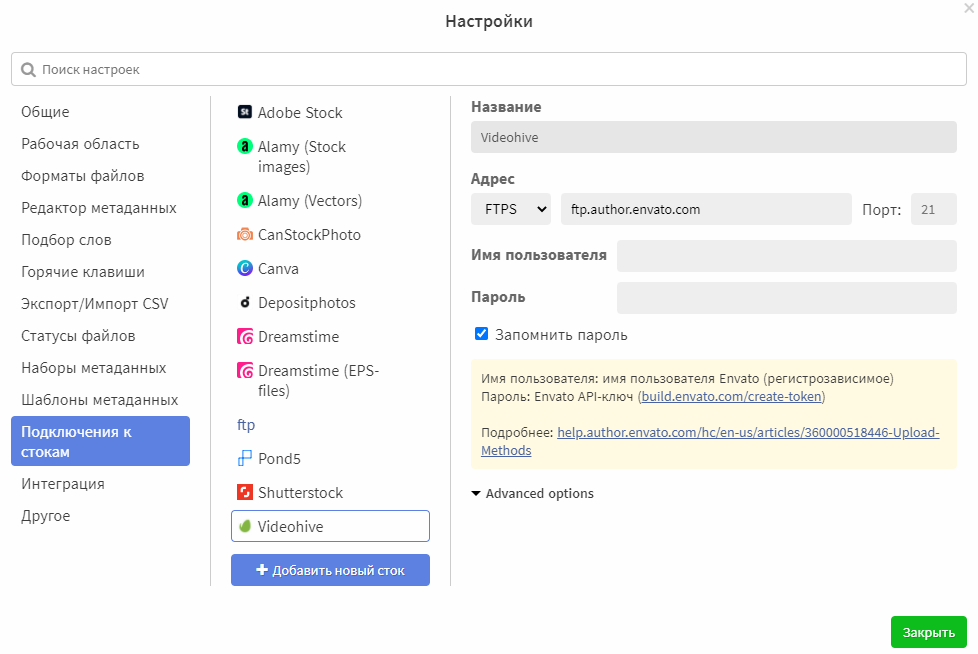 Настройки
Поиск настроек
Общие
Рабочая область
Форматы файлов
Редактор метаданных
Подбор слов
Горячие клавиши
Экспорт/Импорт CSV
Статусы файлов
Наборы метаданных
Шаблоны метаданных
Подключения к
стокам
Интеграция
Другое
Adobe Stock
Alamy (Stock
images)
Alamy (Vectors)
CanStockPhoto
Canva
Depositphotos
Dreamstime
Dreamstime (EPS-
files)
ftp
Pond5
Shutterstock
Videohive
Добавить новый сток
Название
Videohive
Адрес
FTPS ftp.author.envato.com Порт: 21
Имя пользователя
Пароль
Запомнить пароль
Имя пользователя: имя пользователя Envato (регистрозависимое)
Пароль: Envato API-ключ (build.envato.com/create-token)
Подробнее: help.author.envato.com/hc/en-us/articles/360000518446-Upload-
Methods
Advanced options
Закрыть